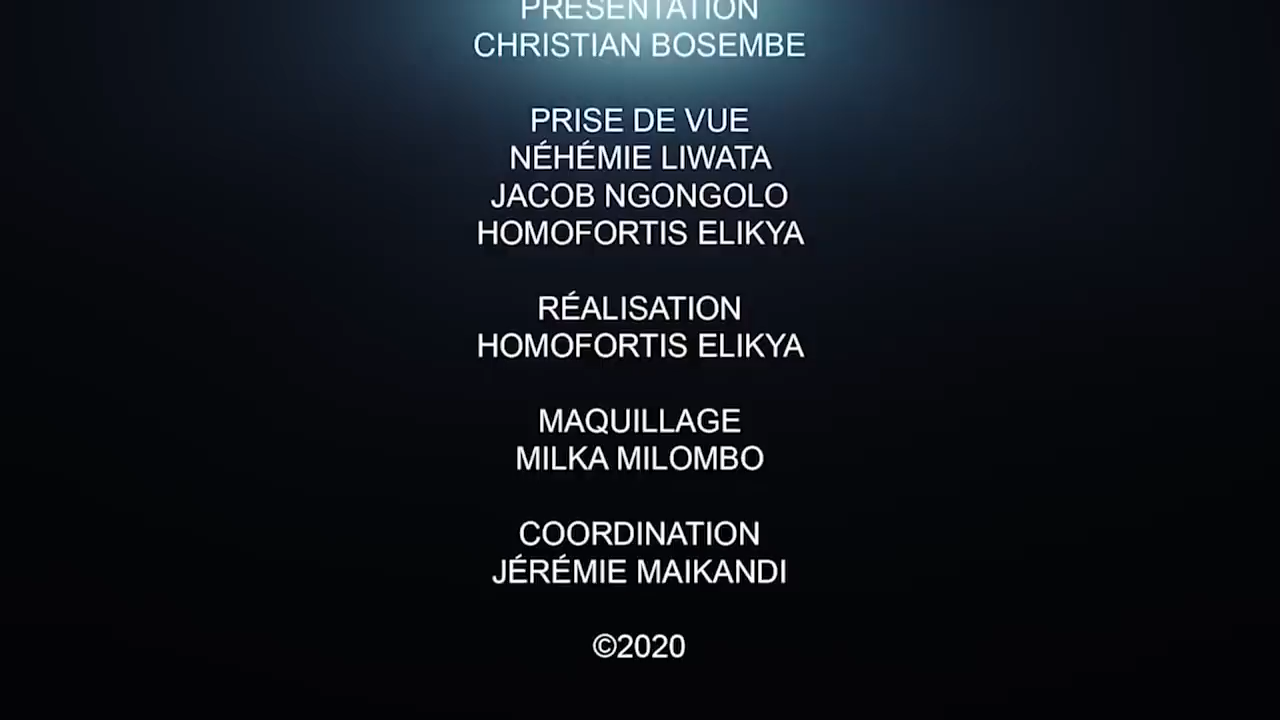 PRÉSENTATION
CHRISTIAN BOSEMBE
PRISE DE VUE
NÉHÉMIE LIWATA
JACOB NGONGOLO
HOMOFORTIS ELIKYA
RÉALISATION
HOMOFORTIS ELIKYA
MAQUILLAGE
MILKA MILOMBO
COORDINATION
JÉRÉMIE MAIKANDI
©2020